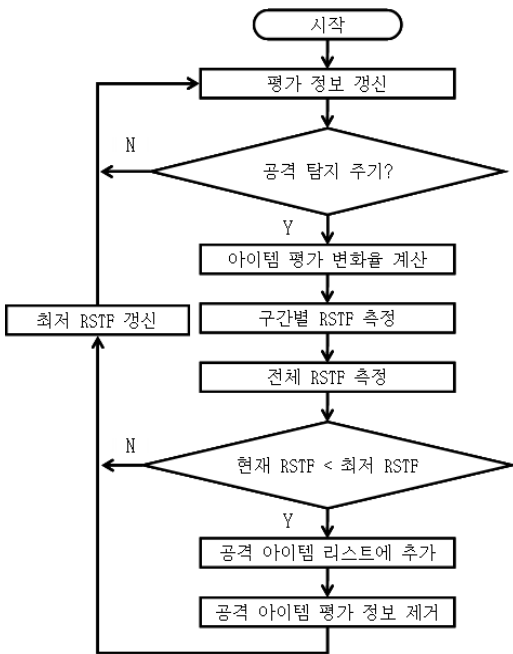 시작
평가 정보 갱신
N
공격 탐지 주기?
Y
아이템 평가 변화율 계산
최저 RSTF 갱신
구간별 RSTF 측정
전체 RSTF 측정
N
현재 RSTF < 최저 RSTF
Y
공격 아이템 리스트에 추가
공격 아이템 평가 정보 제거